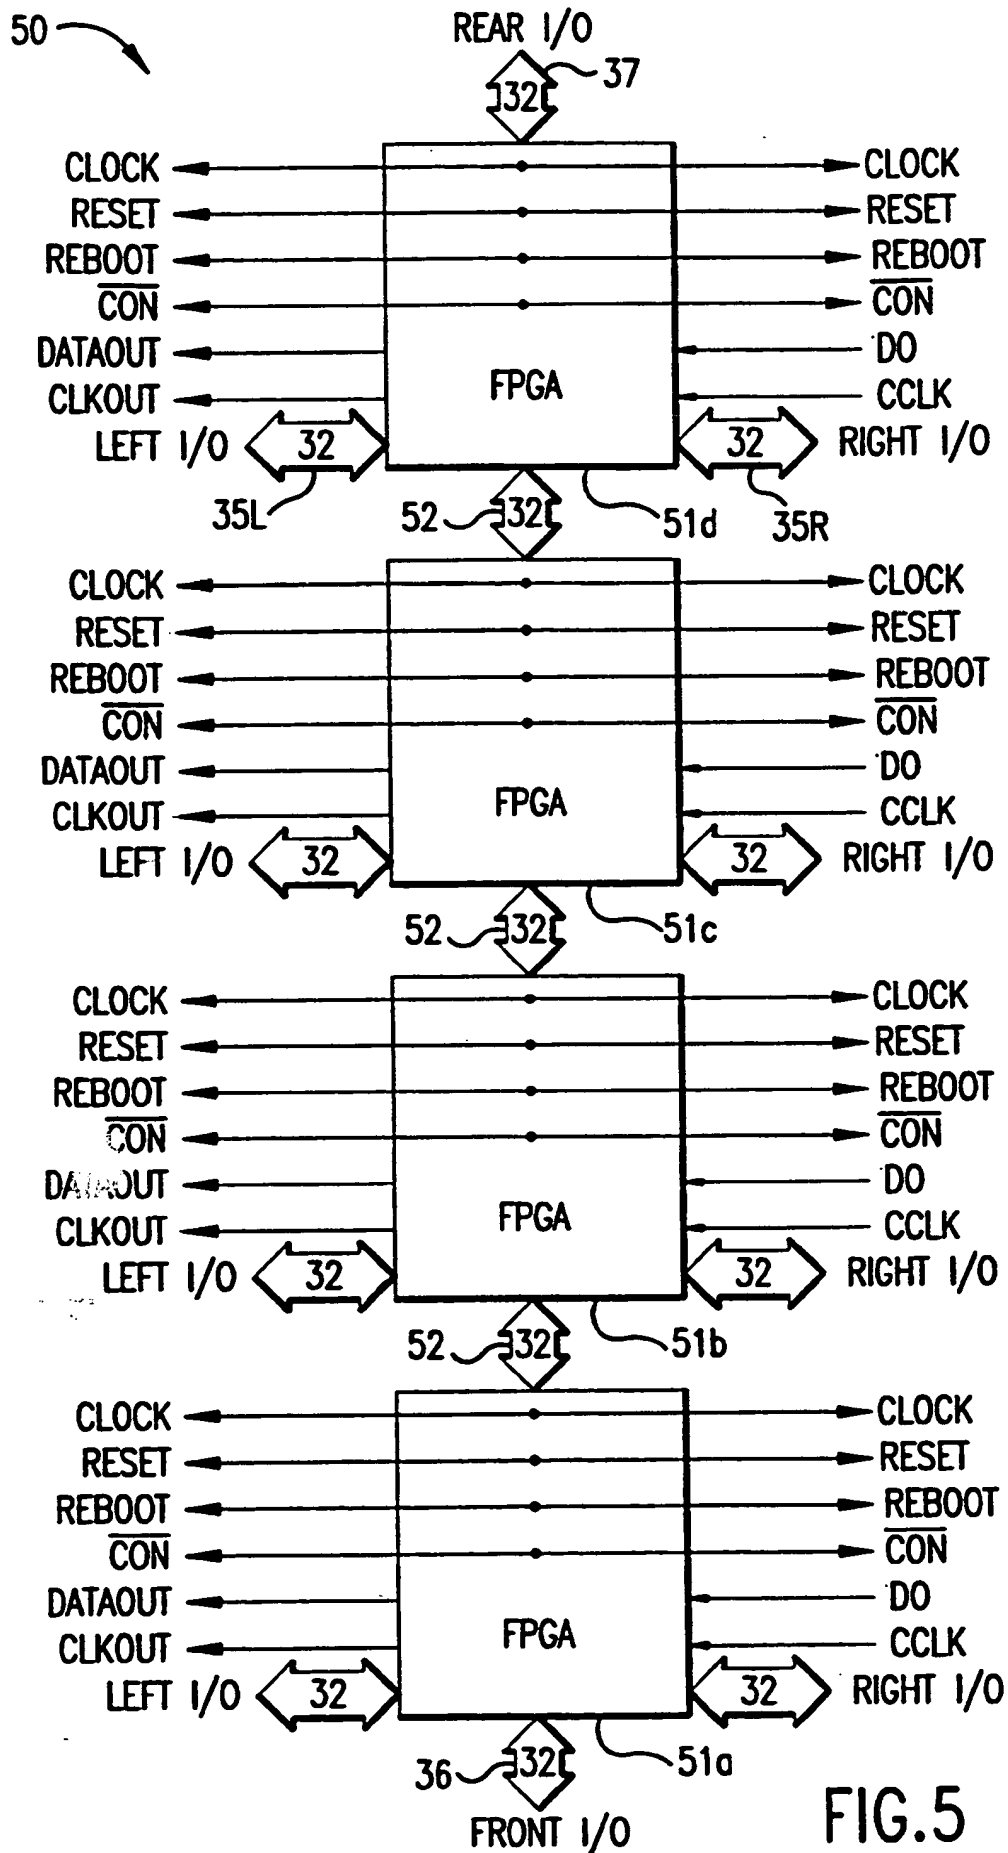 50
REAR I/O
32 37
CLOCK CLOCK
RESET RESET
REBOOT REBOOT
CON CON
DATAOUT DO
FPGA
CLKOUT CCLK
LEFT I/O 32 32 RIGHT I/O
35L 52 32 51d 35R
CLOCK CLOCK
RESET RESET
REBOOT REBOOT
CON CON
DATAOUT DO
FPGA
CLKOUT CCLK
LEFT I/O 32 32 RIGHT I/O
52 32 51c
CLOCK CLOCK
RESET RESET
REBOOT REBOOT
CON CON
DATAOUT DO
FPGA
CLKOUT CCLK
LEFT I/O 32 32 RIGHT I/O
52 32 51b
CLOCK CLOCK
RESET RESET
REBOOT REBOOT
CON CON
DATAOUT DO
FPGA
CLKOUT CCLK
LEFT I/O 32 32 RIGHT I/O
36 32 51a
FRONT I/O
FIG.5